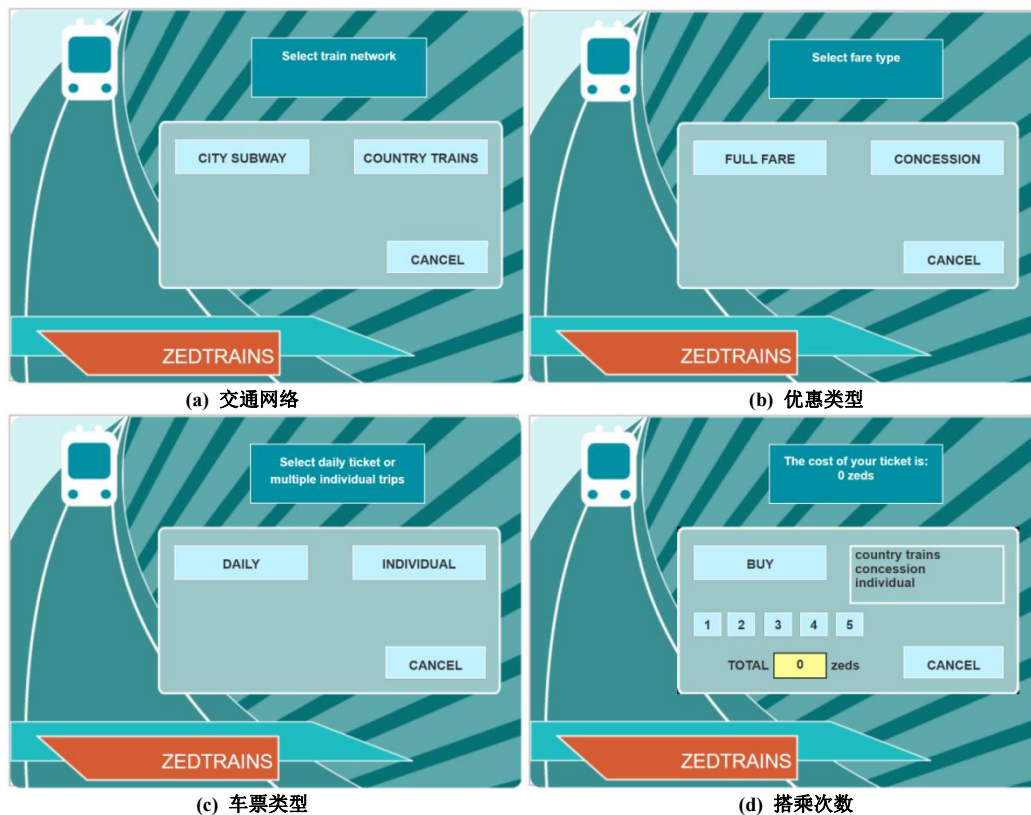 Select train network
CITY SUBWAY
COUNTRY TRAINS
CANCEL
ZEDTRAINS
(a) 交通网络
Select fare type
FULL FARE
CONCESSION
CANCEL
ZEDTRAINS
(b) 优惠类型
Select daily ticket or
multiple individual trips
DAILY
INDIVIDUAL
CANCEL
ZEDTRAINS
(c) 车票类型
The cost of your ticket is:
0 zeds
BUY
country trains
concession
individual
1 2 3 4 5
TOTAL 0 zeds
CANCEL
ZEDTRAINS
(d) 搭乘次数